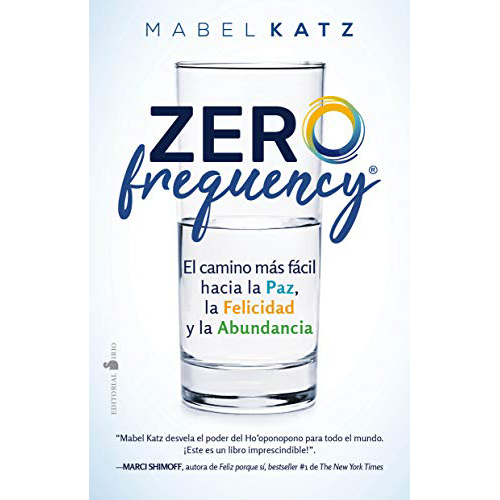 MABEL KATZ
ZERO
frequency®
El camino más fácil
hacia la Paz,
la Felicidad
y la Abundancia
EDITORIAL SIRIO
"Mabel Katz desvela el poder del Ho'oponopono para todo el mundo.
¡Este es un libro imprescindible!".
—MARCI SHIMOFF, autora de Feliz porque sí, bestseller #1 de The New York Times